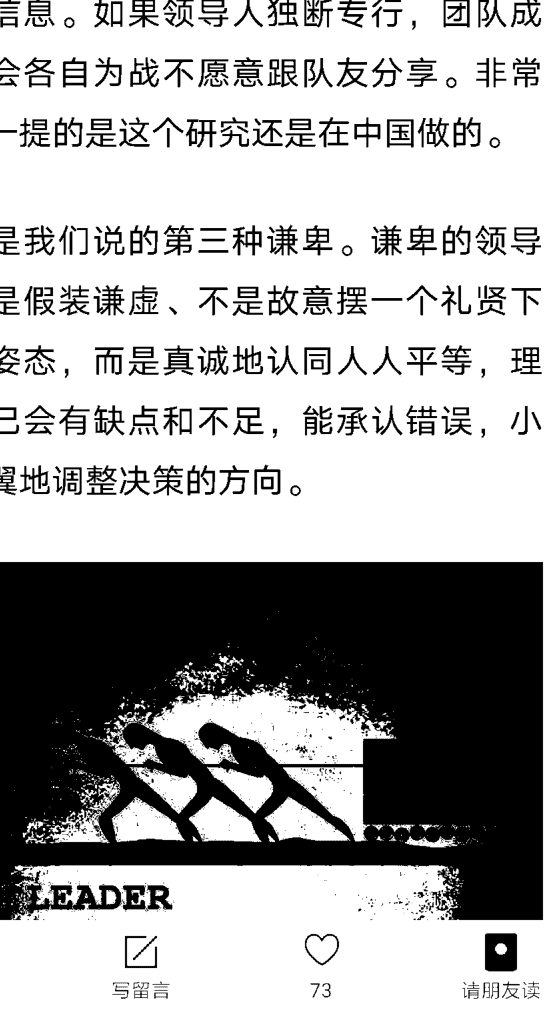 信息。如果领导人独断专行，团队成
会各自为战不愿意跟队友分享。非常
一提的是这个研究还是在中国做的。
是我们说的第三种谦卑。谦卑的领导
是假装谦虚、不是故意摆一个礼贤下
姿态，而是真诚地认同人人平等，理
己会有缺点和不足，能承认错误，小
翼地调整决策的方向。
LEADER
写留言
73
请朋友读